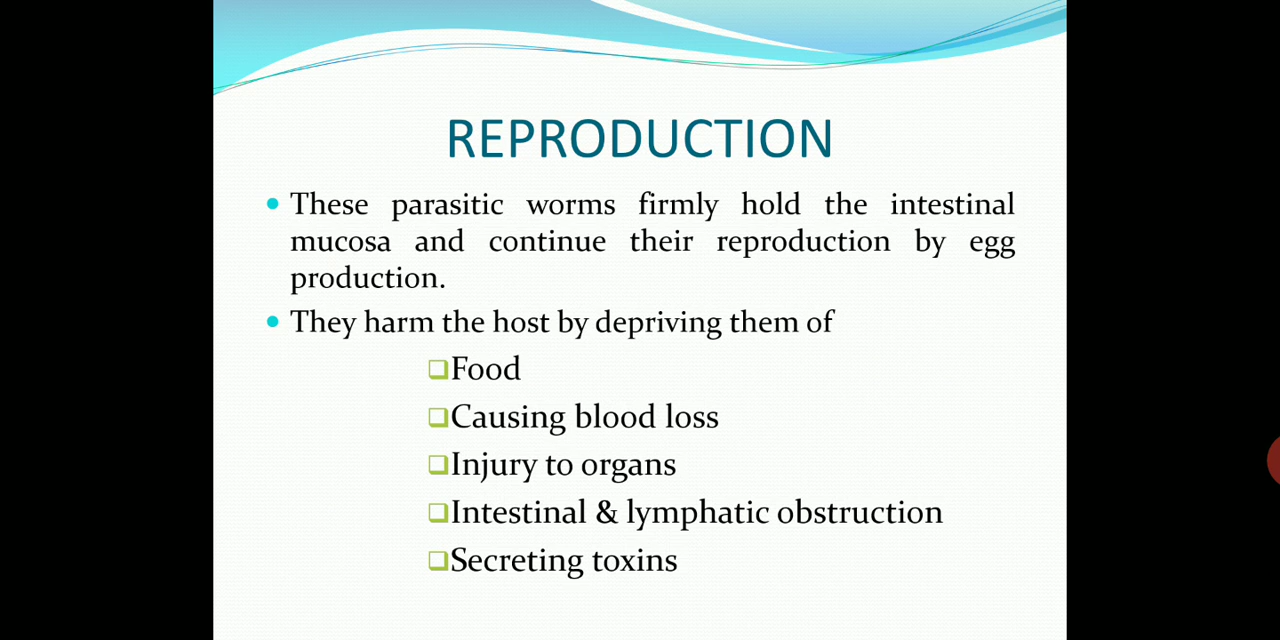 REPRODUCTION
These parasitic worms firmly hold the intestinal
mucosa and continue their reproduction by egg
production.
They harm the host by depriving them of
Food
Causing blood loss
Injury to organs
Intestinal & lymphatic obstruction
Secreting toxins